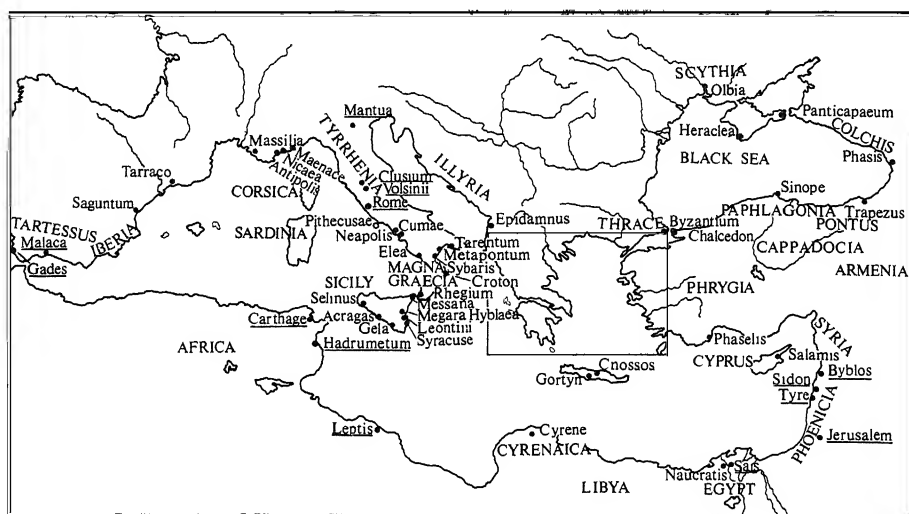 SCYTHIA
Olbia
Panticapaeum
Mantua
Heraclea
COLCHIS
Massilia
TYRRHENIA
BLACK SEA
Maenace
Nicaea
Antipolis
ILLYRIA
Phasis
Tarraco
Clusium
Volsinii
CORSICA
Sinope
Rome
Saguntum
PAPHLAGONIA
Trapezus
Pithecusae
Cumae
Epidamnus
THRACE
Byzantium
PONTUS
TARTESSUS
IBERIA
SARDINIA
Neapolis
Chalcedon
Malaca
Tarentum
CAPPADOCIA
Elea
Metapontum
Gades
MAGNA
Sybaris
ARMENIA
GRAECIA
Croton
SICILY
PHRYGIA
Selinus
Rhegium
Messana
Carthage
Acragas
Megara Hyblaea
Gela
Leontini
SYRIA
Hadrumetum
Syracuse
Phaselis
AFRICA
CYPRUS
Salamis
Cnossos
Byblos
Gortyn
Sidon
Tyre
PHOENICIA
Leptis
Cyrene
Jerusalem
CYRENAICA
Naucratis
Sais
LIBYA
EGYPT